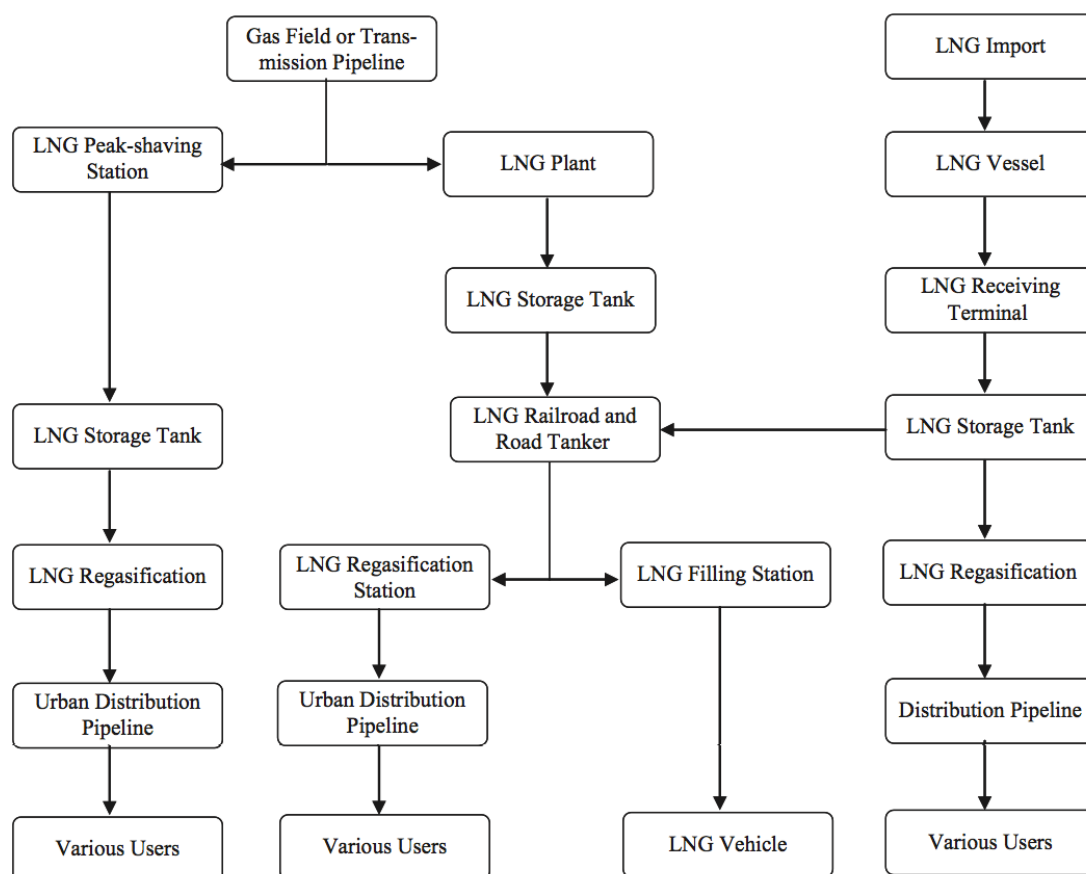 Gas Field or Trans-
mission Pipeline
LNG Import
LNG Peak-shaving
Station
LNG Plant
LNG Vessel
LNG Storage Tank
LNG Receiving
Terminal
LNG Storage Tank
LNG Railroad and
Road Tanker
LNG Storage Tank
LNG Regasification
LNG Regasification
Station
LNG Filling Station
LNG Regasification
Urban Distribution
Pipeline
Urban Distribution
Pipeline
Distribution Pipeline
Various Users
Various Users
LNG Vehicle
Various Users